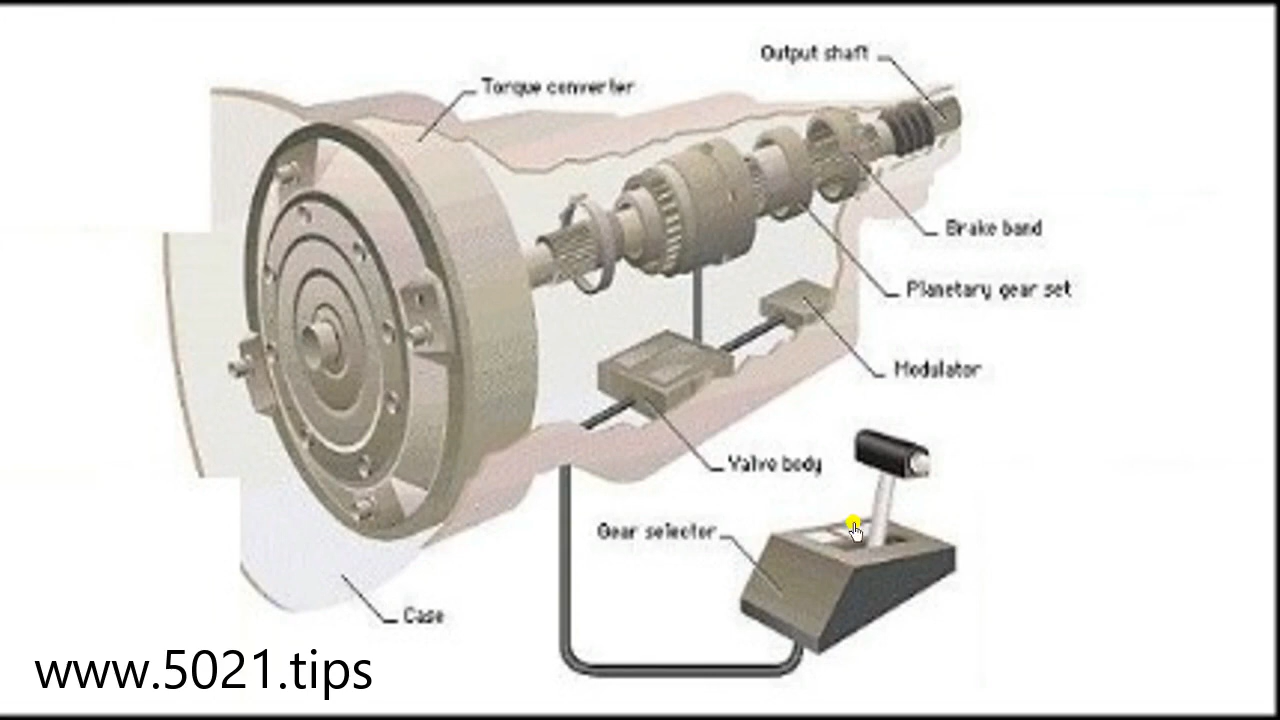 Output shaft
Torque converter
Brake band
Planetary gear set
Modulator
Valve body
Gear selector
Case
www.5021.tips